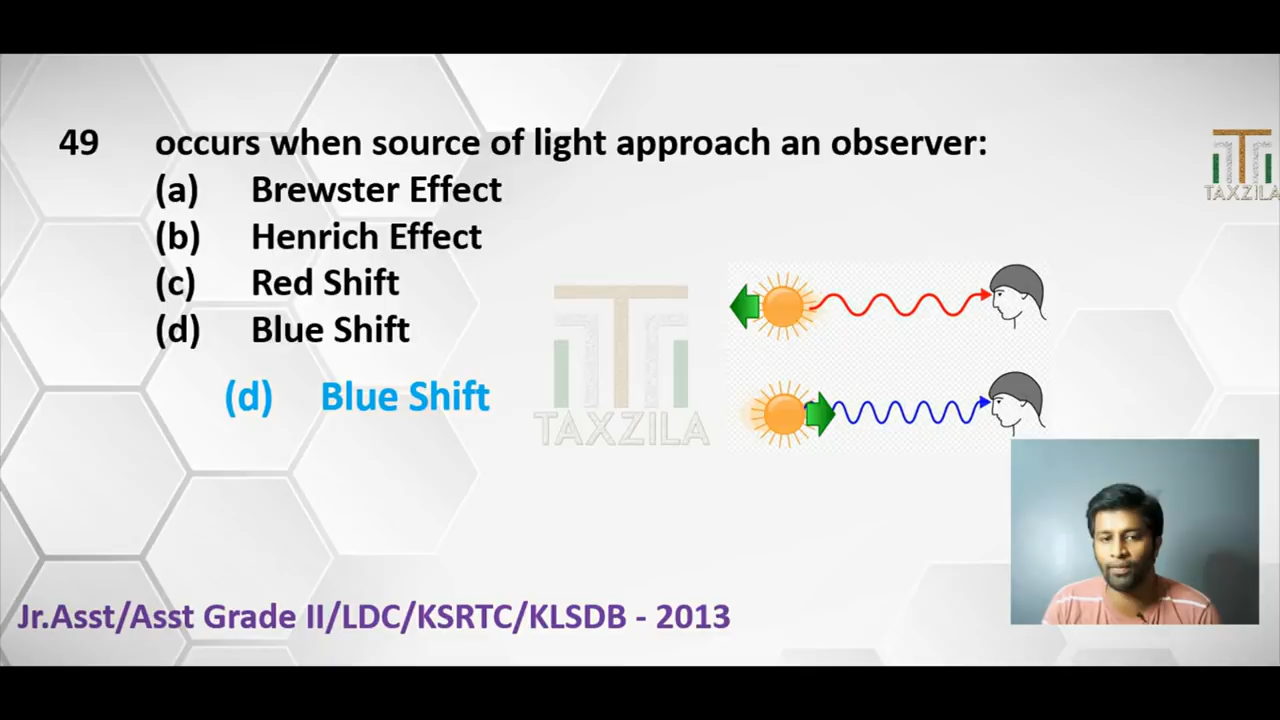 49 occurs when source of light approach an observer:
(a) Brewster Effect
(b) Henrich Effect
(c) Red Shift
(d) Blue Shift
(d) Blue Shift
TAXZILA
TAXZILA
Jr.Asst/Asst Grade II/LDC/KSRTC/KLSDB - 2013